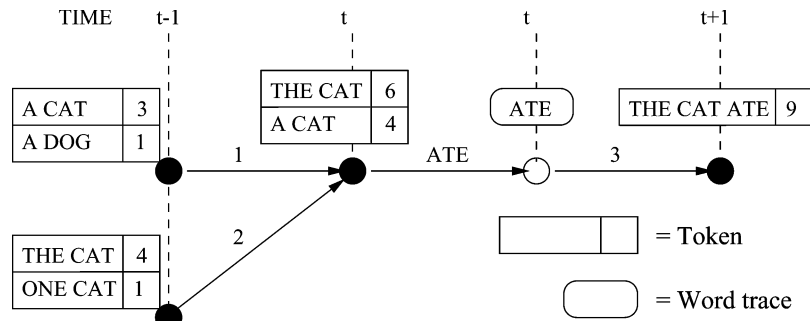 TIME t-1 t t t+1
THE CAT 6
A CAT 4
A CAT 3
A DOG 1
ATE
THE CAT ATE 9
1 ATE 3
2
THE CAT 4
ONE CAT 1
= Token
= Word trace